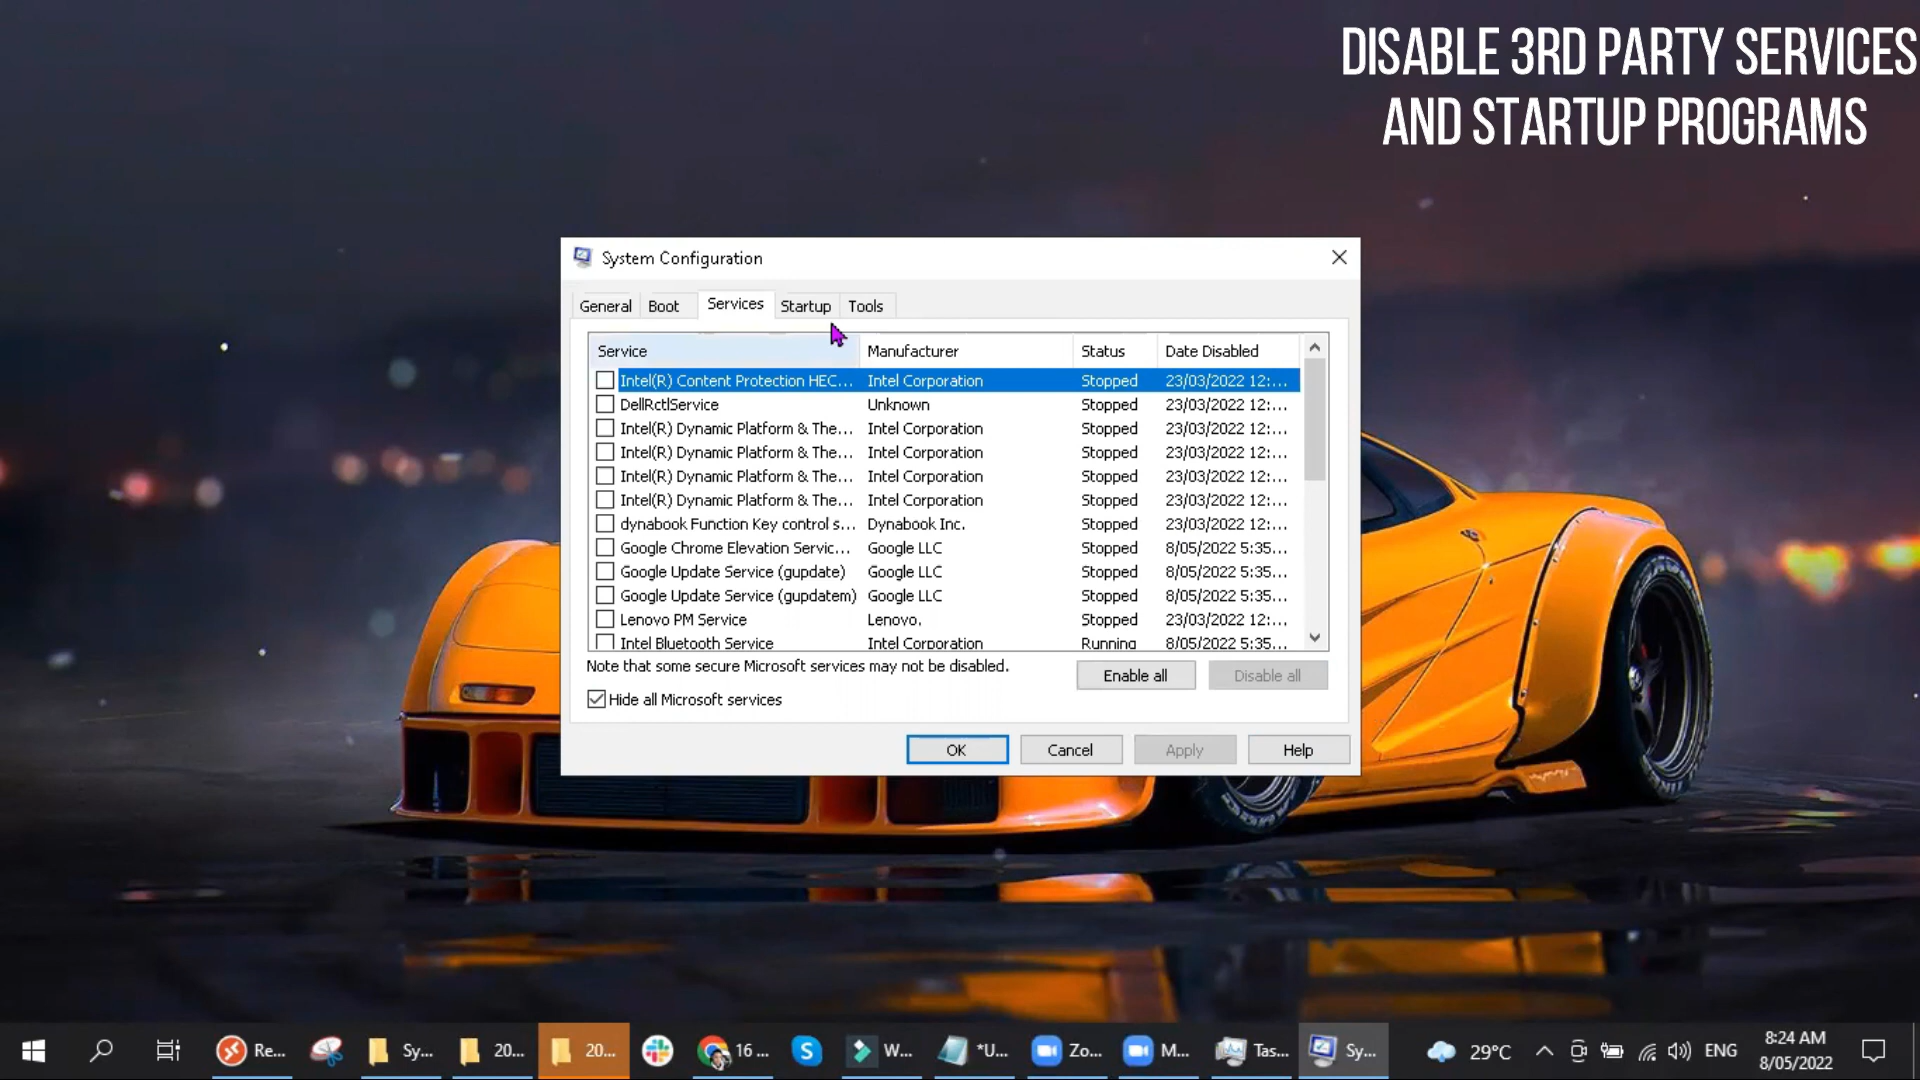 DISABLE 3RD PARTY SERVICES
AND STARTUP PROGRAMS
System Configuration
General Boot Services Startup Tools
Service Manufacturer Status Date Disabled
Intel(R) Content Protection HEC... Intel Corporation Stopped 23/03/2022 12:...
DellRctlService Unknown Stopped 23/03/2022 12:...
Intel(R) Dynamic Platform & The... Intel Corporation Stopped 23/03/2022 12:...
Intel(R) Dynamic Platform & The... Intel Corporation Stopped 23/03/2022 12:...
Intel(R) Dynamic Platform & The... Intel Corporation Stopped 23/03/2022 12:...
Intel(R) Dynamic Platform & The... Intel Corporation Stopped 23/03/2022 12:...
dynabook Function Key control s... Dynabook Inc. Stopped 23/03/2022 12:...
Google Chrome Elevation Servic... Google LLC Stopped 8/05/2022 5:35...
Google Update Service (gupdate) Google LLC Stopped 8/05/2022 5:35...
Google Update Service (gupdatem) Google LLC Stopped 8/05/2022 5:35...
Lenovo PM Service Lenovo. Stopped 23/03/2022 12:...
Intel Bluetooth Service Intel Corporation Running 8/05/2022 5:35...
Note that some secure Microsoft services may not be disabled.
Enable all Disable all
Hide all Microsoft services
OK Cancel Apply Help
Re... Sy... 20... 20... 16 ... W... *U... Zo... M... Tas... Sy... 29°C ENG 8:24 AM
8/05/2022